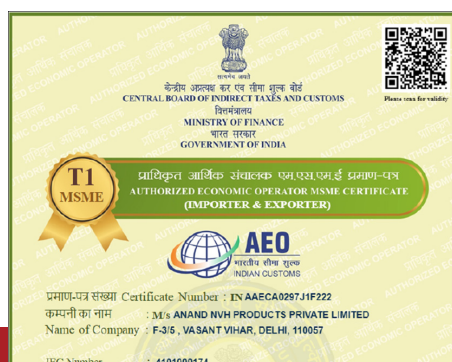 सत्यमेव जयते
केन्द्रीय अप्रत्यक्ष कर एवं सीमा शुल्क बोर्ड
CENTRAL BOARD OF INDIRECT TAXES AND CUSTOMS
Please scan for validity
वित्तमंत्रालय
MINISTRY OF FINANCE
भारत सरकार
GOVERNMENT OF INDIA
T1
MSME
प्राधिकृत आर्थिक संचालक एम.एस.एम.ई प्रमाण-पत्र
AUTHORIZED ECONOMIC OPERATOR MSME CERTIFICATE
(IMPORTER & EXPORTER)
AEO
भारतीय सीमा शुल्क
INDIAN CUSTOMS
प्रमाण-पत्र संख्या Certificate Number : IN AAECA0297J1F222
कम्पनी का नाम : M/s ANAND NVH PRODUCTS PRIVATE LIMITED
Name of Company : F-3/5 , VASANT VIHAR, DELHI, 110057